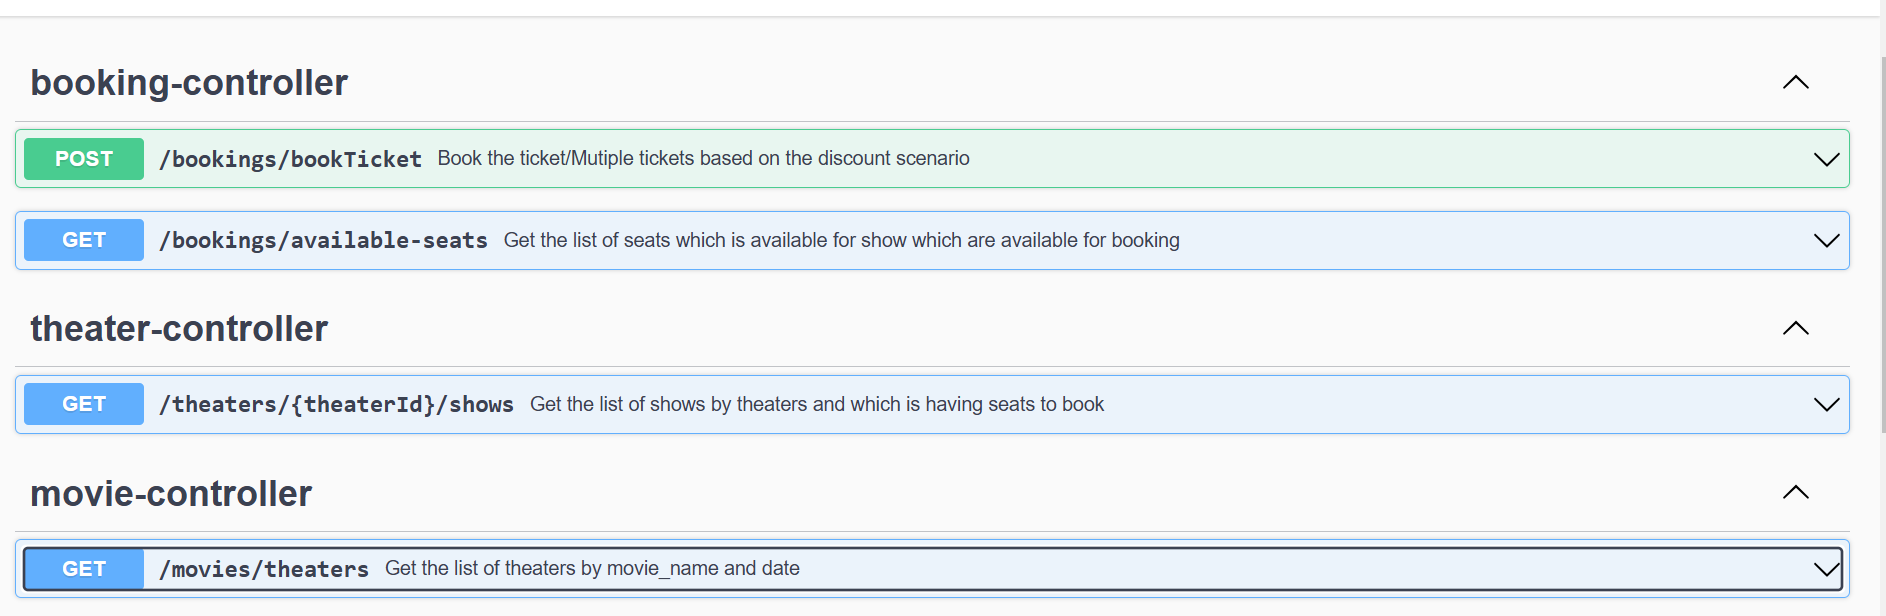 booking-controller
POST /bookings/bookTicket Book the ticket/Mutiple tickets based on the discount scenario
GET /bookings/available-seats Get the list of seats which is available for show which are available for booking
theater-controller
GET /theaters/{theaterId}/shows Get the list of shows by theaters and which is having seats to book
movie-controller
GET /movies/theaters Get the list of theaters by movie_name and date